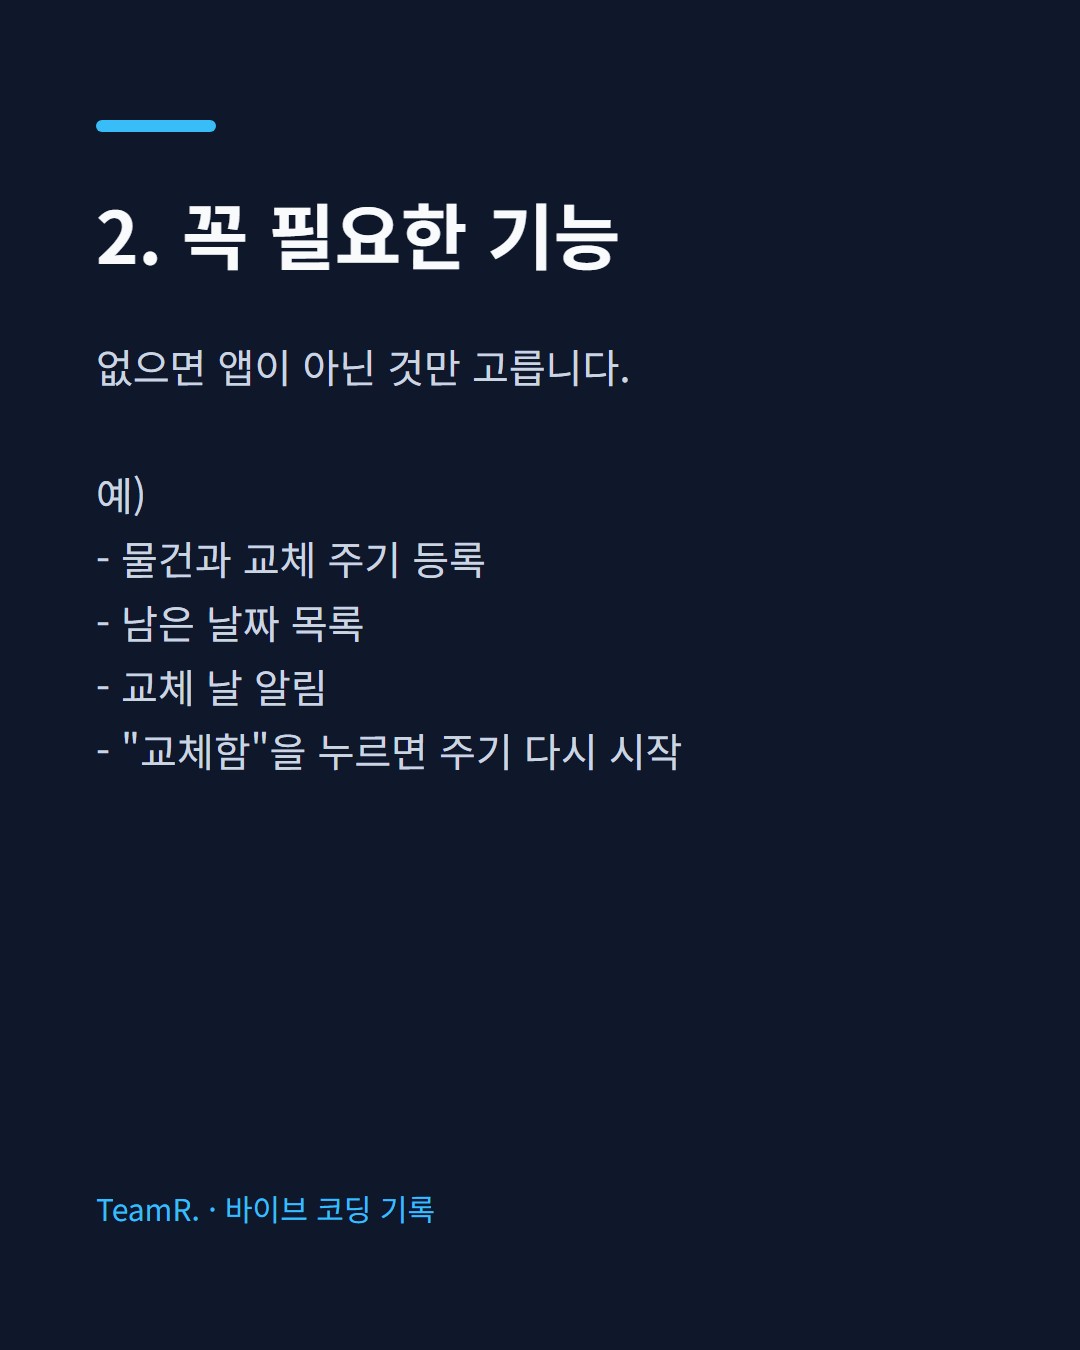 2. 꼭 필요한 기능
없으면 앱이 아닌 것만 고릅니다.
예)
- 물건과 교체 주기 등록
- 남은 날짜 목록
- 교체 날 알림
- "교체함"을 누르면 주기 다시 시작
TeamR. · 바이브 코딩 기록